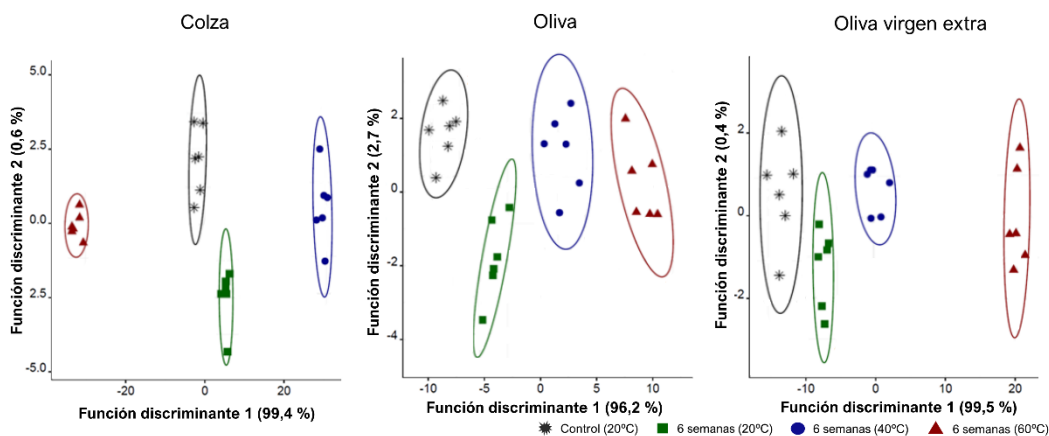 Colza
Oliva
Oliva virgen extra
Función discriminante 2 (0,6 %)
5.0
2.5
0.0
2.5
-5.0
-20
0
20
Función discriminante 1 (99,4 %)
Función discriminante 2 (2,7 %)
2
0
-2
-4
-10
-5
0
5
10
Función discriminante 1 (96,2 %)
Función discriminante 2 (0,4 %)
2
0
-2
-10
0
10
20
Función discriminante 1 (99,5 %)
Control (20ºC)
6 semanas (20ºC)
6 semanas (40ºC)
6 semanas (60ºC)